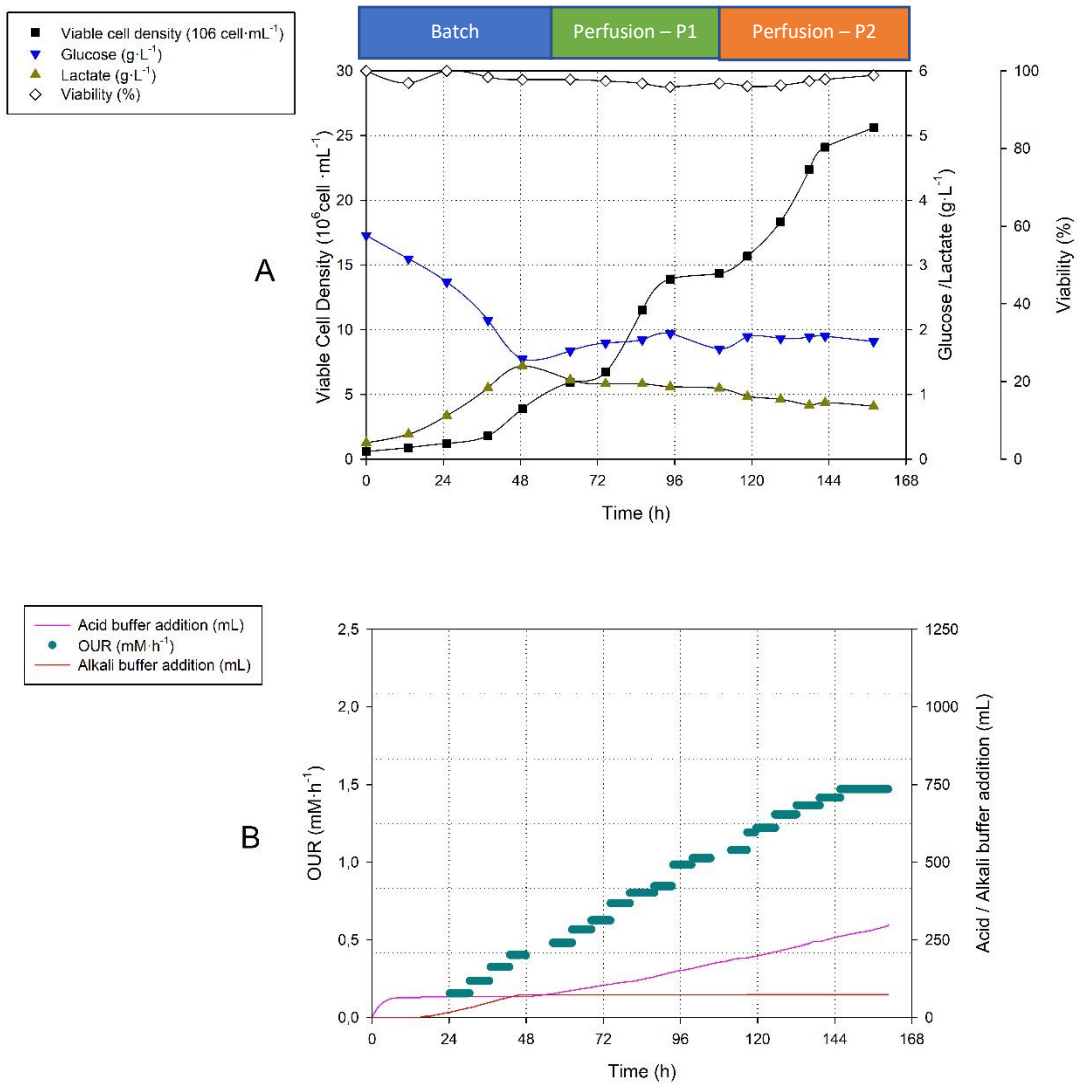 Viable cell density (106 cell·mL⁻¹)
Glucose (g·L⁻¹)
Lactate (g·L⁻¹)
Viability (%)
Batch
Perfusion – P1
Perfusion – P2
A
Viable Cell Density (10⁶cell ·mL⁻¹)
30
25
20
15
10
5
0
6
5
4
3
2
1
0
Glucose /Lactate (g·L⁻¹)
100
80
60
40
20
0
Viability (%)
0 24 48 72 96 120 144 168
Time (h)
Acid buffer addition (mL)
OUR (mM·h⁻¹)
Alkali buffer addition (mL)
B
OUR (mM·h⁻¹)
2,5
2,0
1,5
1,0
0,5
0,0
1250
1000
750
500
250
0
Acid / Alkali buffer addition (mL)
0 24 48 72 96 120 144 168
Time (h)